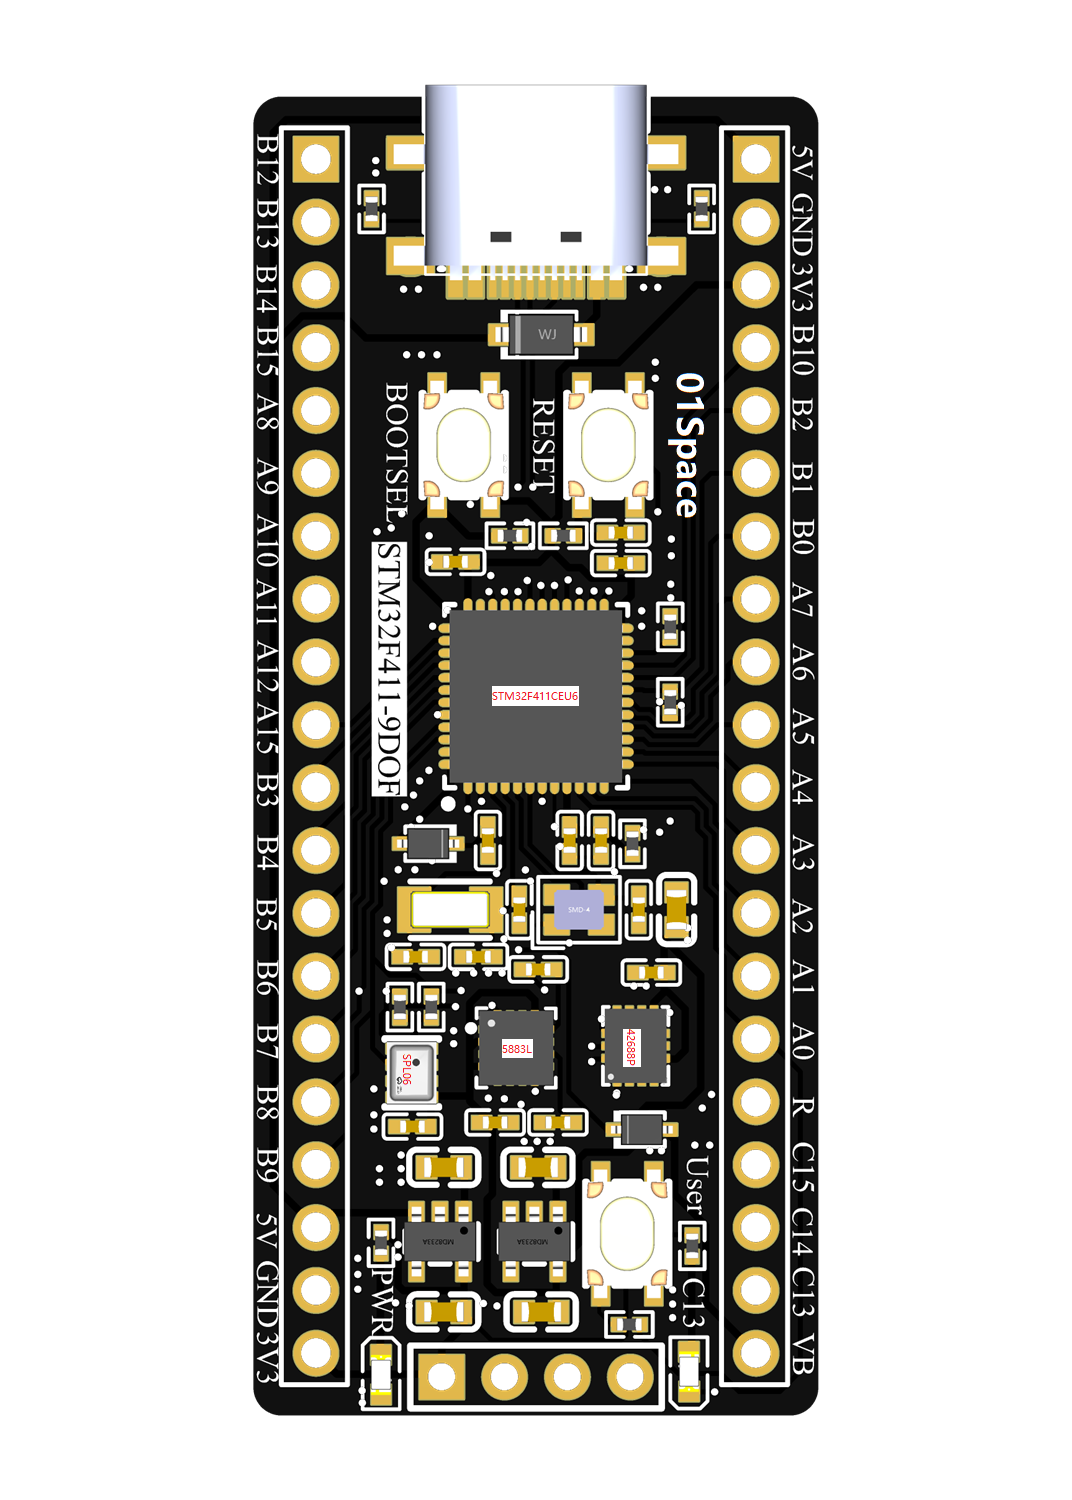 B12
B13
B14
B15
A8
A9
A10
A11
A12
A15
B3
B4
B5
B6
B7
B8
B9
5V
GND
3V3
5V
GND
3V3
B10
B2
B1
B0
A7
A6
A5
A4
A3
A2
A1
A0
R
C15
C14
C13
VB
WJ
BOOTSEL
RESET
01Space
STM32F411-9DOF
STM32F411CEU6
SMD-4
SPL06
5883L
42688P
User
MD8233A
MD8233A
PWR
C13